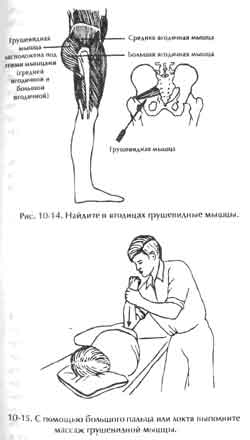 Грушевидная
мышца
расположена под
этими мышцами
(средней
ягодичной и
большой
ягодичной)
Средняя ягодичная мышца
Большая ягодичная мышца
Грушевидная мышца
Рис. 10-14. Найдите в ягодицах грушевидные мышцы.
10-15. С помощью большого пальца или локтя выполните
массаж грушевидной мышцы.